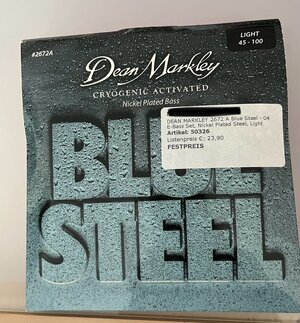 #2672A
LIGHT
45 - 100
Dean Markley
CRYOGENIC ACTIVATED
Nickel Plated Bass
DEAN MARKLEY 2672 A Blue Steel - 04
E-Bass Set, Nickel Plated Steel, Light
Artikel: 50326
Listenpreis €: 23,90
FESTPREIS
BLUE
STEEL